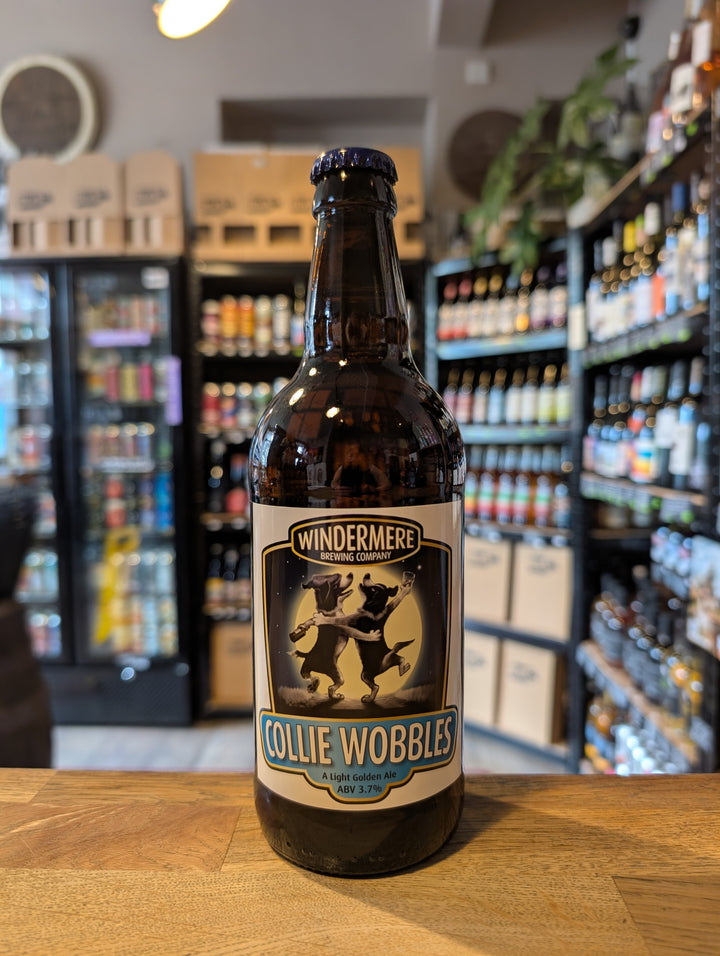 WINDERMERE
BREWING COMPANY
COLLIE WOBBLES
A Light Golden Ale
ABV 3.7%